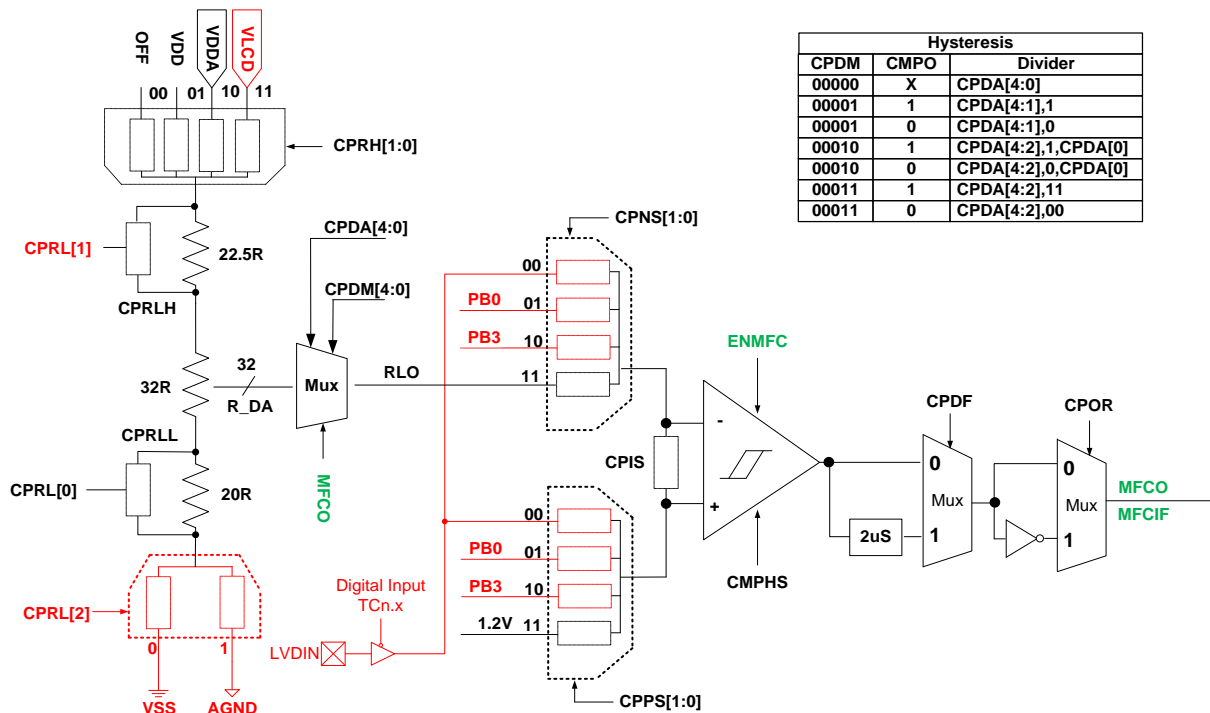 OFF
VDD
VDDA
VLCD
00
01
10
11
CPRH[1:0]
CPRL[1]
22.5R
CPRLH
32R
32
R_DA
CPRLL
CPRL[0]
20R
CPRL[2]
0
1
VSS
AGND
CPDA[4:0]
CPDM[4:0]
Mux
MFCO
RLO
LVDIN
Digital Input
TCn.x
CPNS[1:0]
00
PB0
01
PB3
10
11
CPIS
00
PB0
01
PB3
10
1.2V
11
CPPS[1:0]
ENMFC
-
+
CMPHS
2uS
CPDF
0
Mux
1
CPOR
0
Mux
1
MFCO
MFCIF
Hysteresis
CPDM CMPO Divider
00000 X CPDA[4:0]
00001 1 CPDA[4:1],1
00001 0 CPDA[4:1],0
00010 1 CPDA[4:2],1,CPDA[0]
00010 0 CPDA[4:2],0,CPDA[0]
00011 1 CPDA[4:2],11
00011 0 CPDA[4:2],00